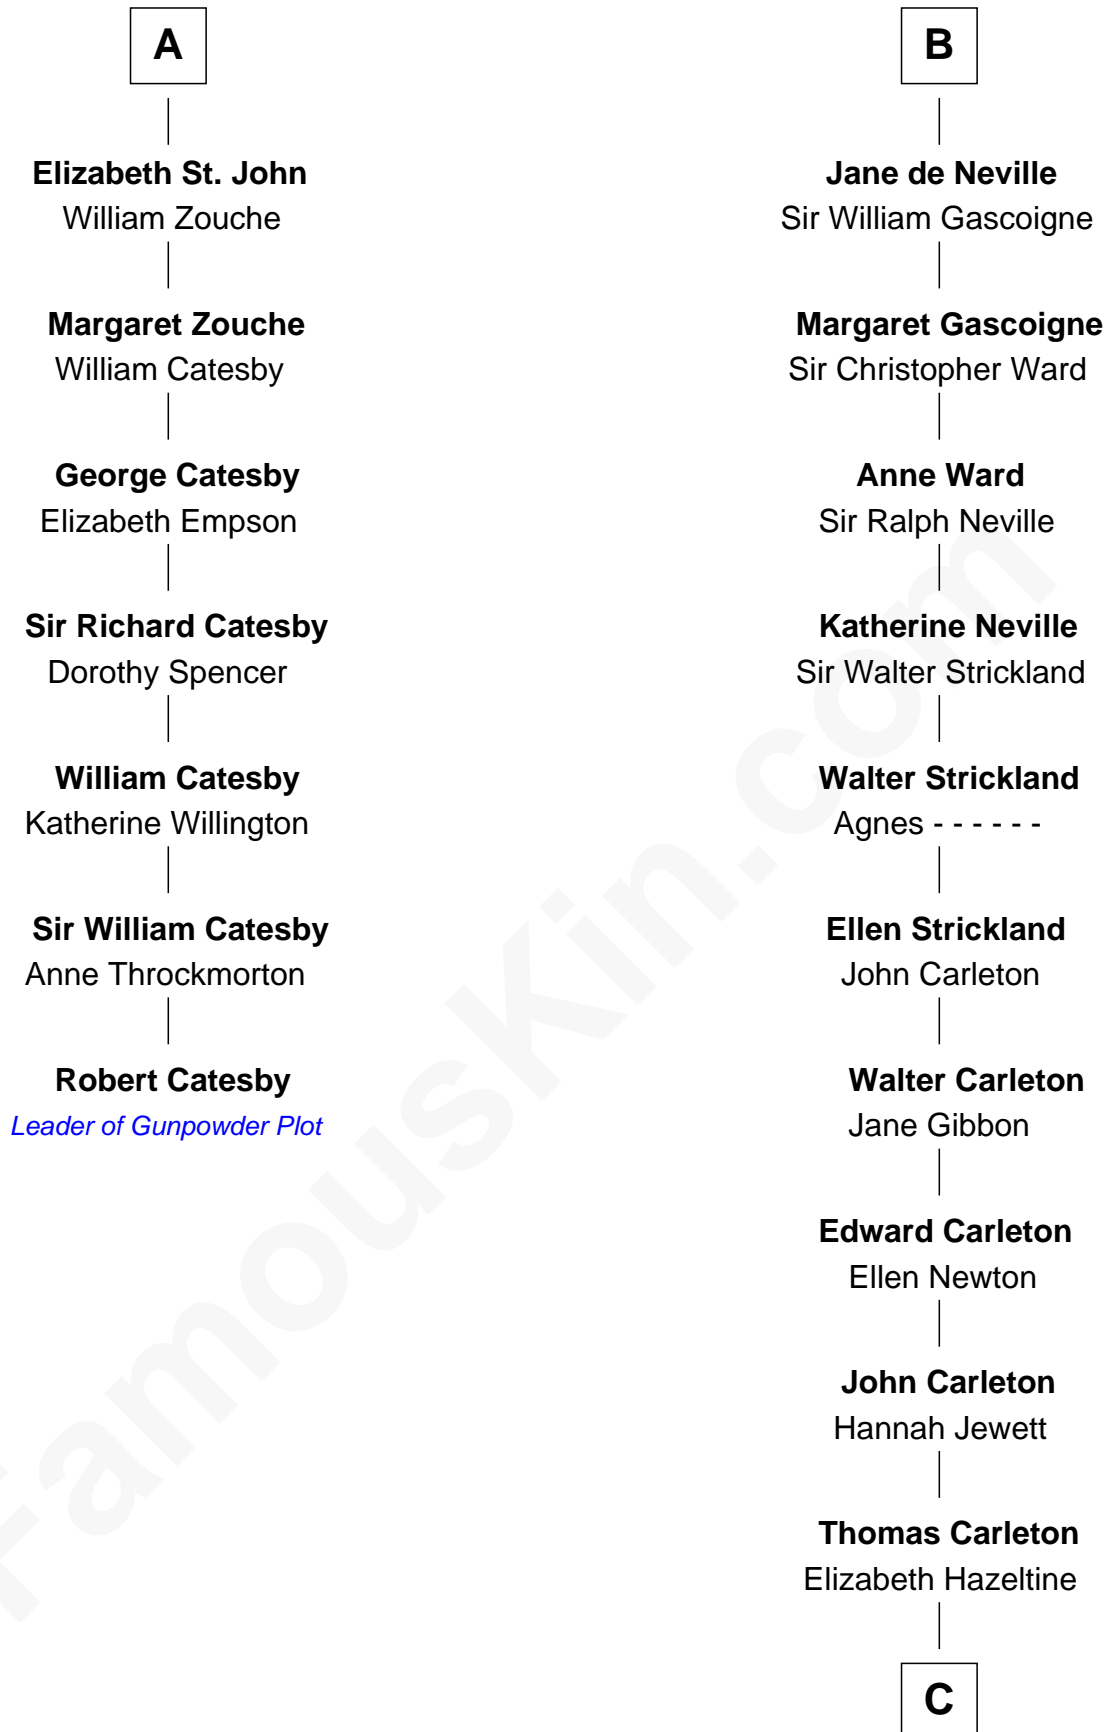 A
Elizabeth St. John
William Zouche
Margaret Zouche
William Catesby
George Catesby
Elizabeth Empson
Sir Richard Catesby
Dorothy Spencer
William Catesby
Katherine Willington
Sir William Catesby
Anne Throckmorton
Robert Catesby
Leader of Gunpowder Plot
B
Jane de Neville
Sir William Gascoigne
Margaret Gascoigne
Sir Christopher Ward
Anne Ward
Sir Ralph Neville
Katherine Neville
Sir Walter Strickland
Walter Strickland
Agnes - - - - - -
Ellen Strickland
John Carleton
Walter Carleton
Jane Gibbon
Edward Carleton
Ellen Newton
John Carleton
Hannah Jewett
Thomas Carleton
Elizabeth Hazeltine
C
FamousKin.com